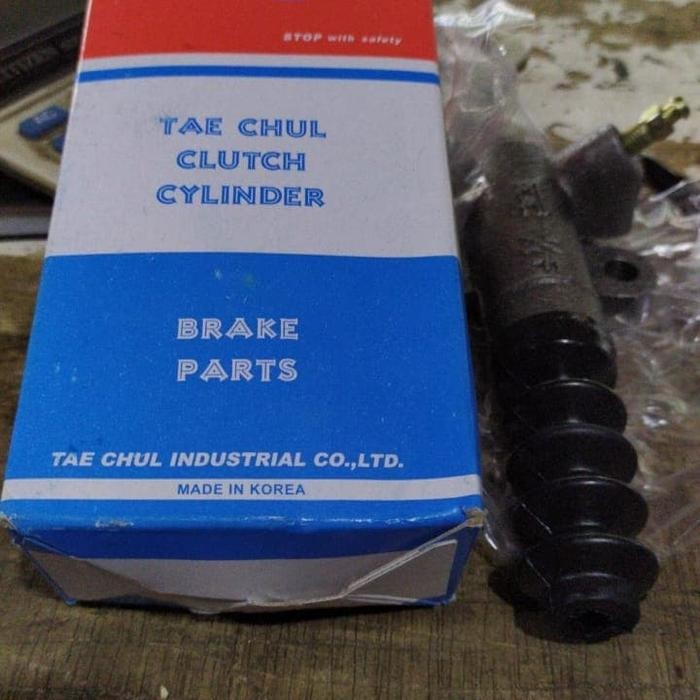 STOP with safety
TAE CHUL
CLUTCH
CYLINDER
BRAKE
PARTS
TAE CHUL INDUSTRIAL CO.,LTD.
MADE IN KOREA